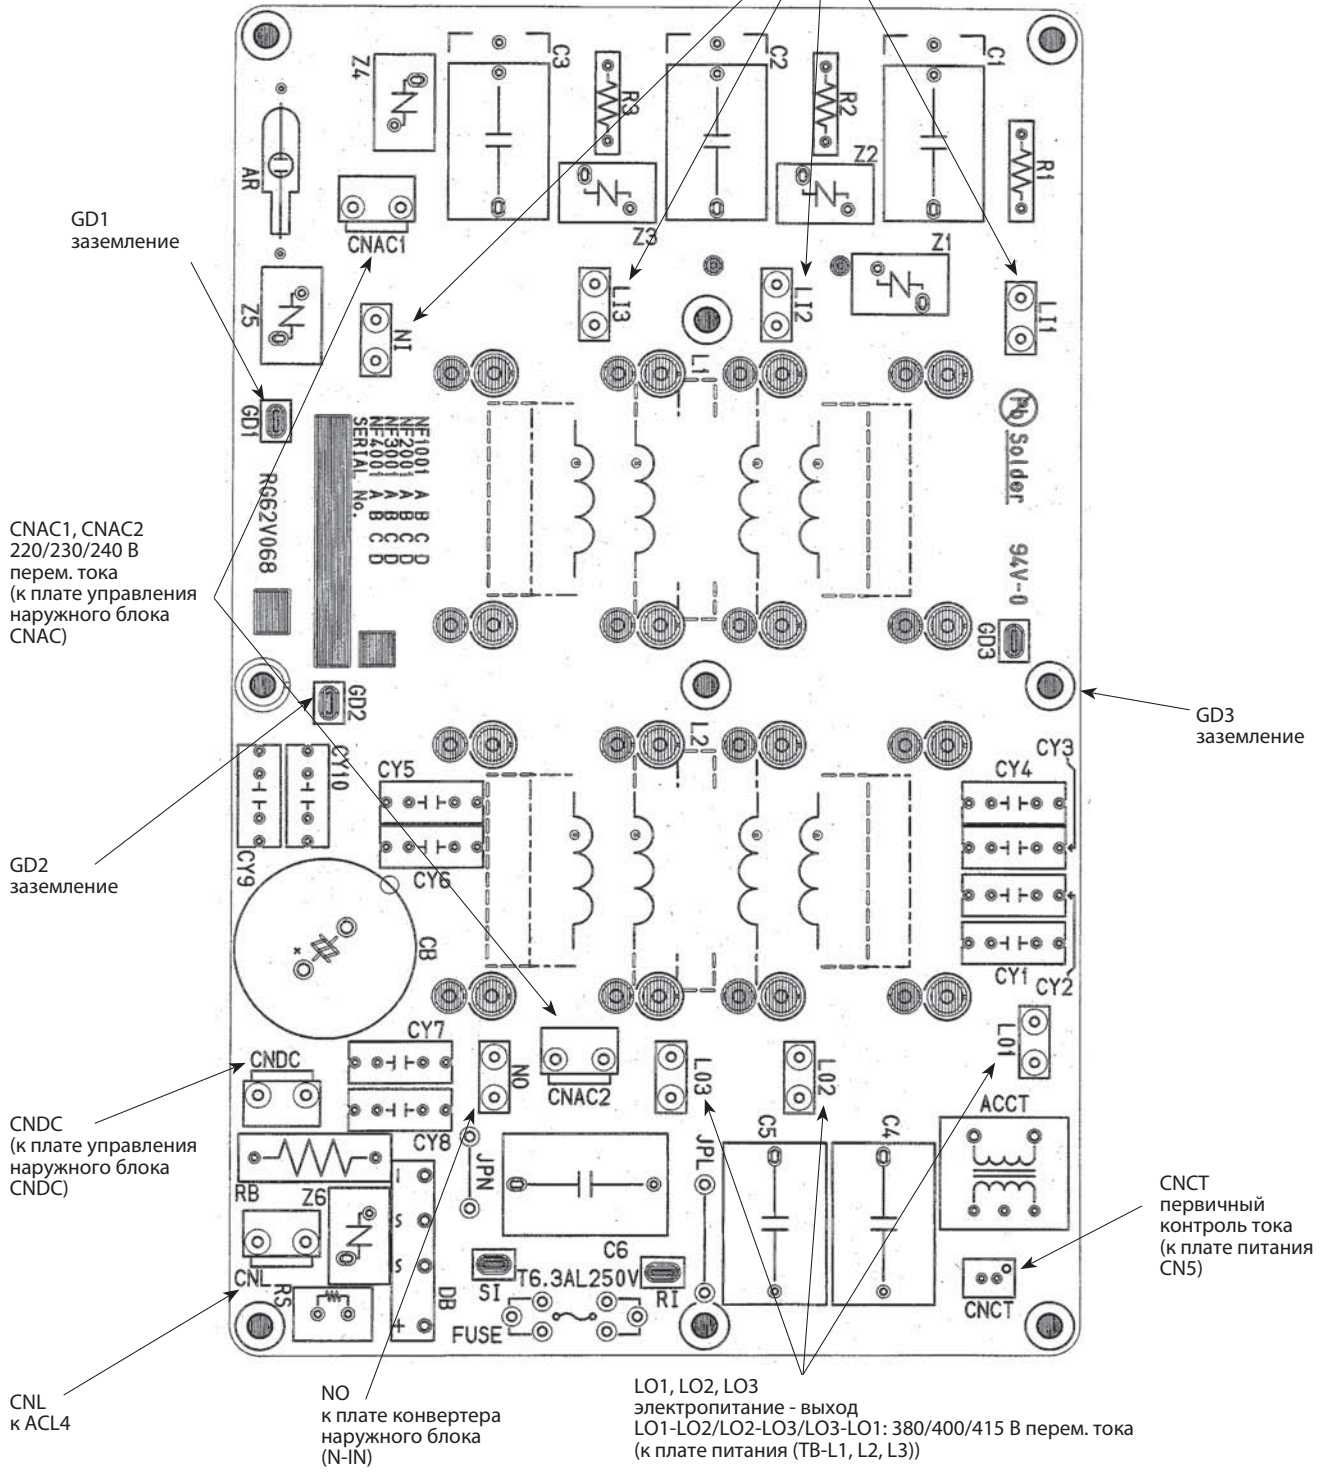 C3
C2
C1
Z4
R3
R2
R1
Z2
AR
CNAC1
Z3
Z1
GD1
заземление
Z5
NI
LI3
LI2
LI1
L1
GD1
NF1001 A B C D
NF2001 A B C D
NF3001 A B C D
NF4001 A B C D
SERIAL No.
Pb
Solder
RG62V068
94V-0
CNAC1, CNAC2
220/230/240 В
перем. тока
(к плате управления
наружного блока
CNAC)
GD3
GD2
GD3
заземление
L2
CY10
CY5
CY4
CY3
GD2
заземление
CY9
CY6
CB
CY1
CY2
CY7
CNDC
NO
CNAC2
LO3
LO2
LO1
ACCT
CNDC
(к плате управления
наружного блока
CNDC)
CY8
JPN
JPL
C5
C4
RB
Z6
I
S
S
+
CNCT
первичный
контроль тока
(к плате питания
CN5)
C6
CNL
RS
DB
SI
T6.3AL250V
RI
FUSE
CNCT
CNL
к ACL4
NO
к плате конвертера
наружного блока
(N-IN)
LO1, LO2, LO3
электропитание - выход
LO1-LO2/LO2-LO3/LO3-LO1: 380/400/415 В перем. тока
(к плате питания (TB-L1, L2, L3))